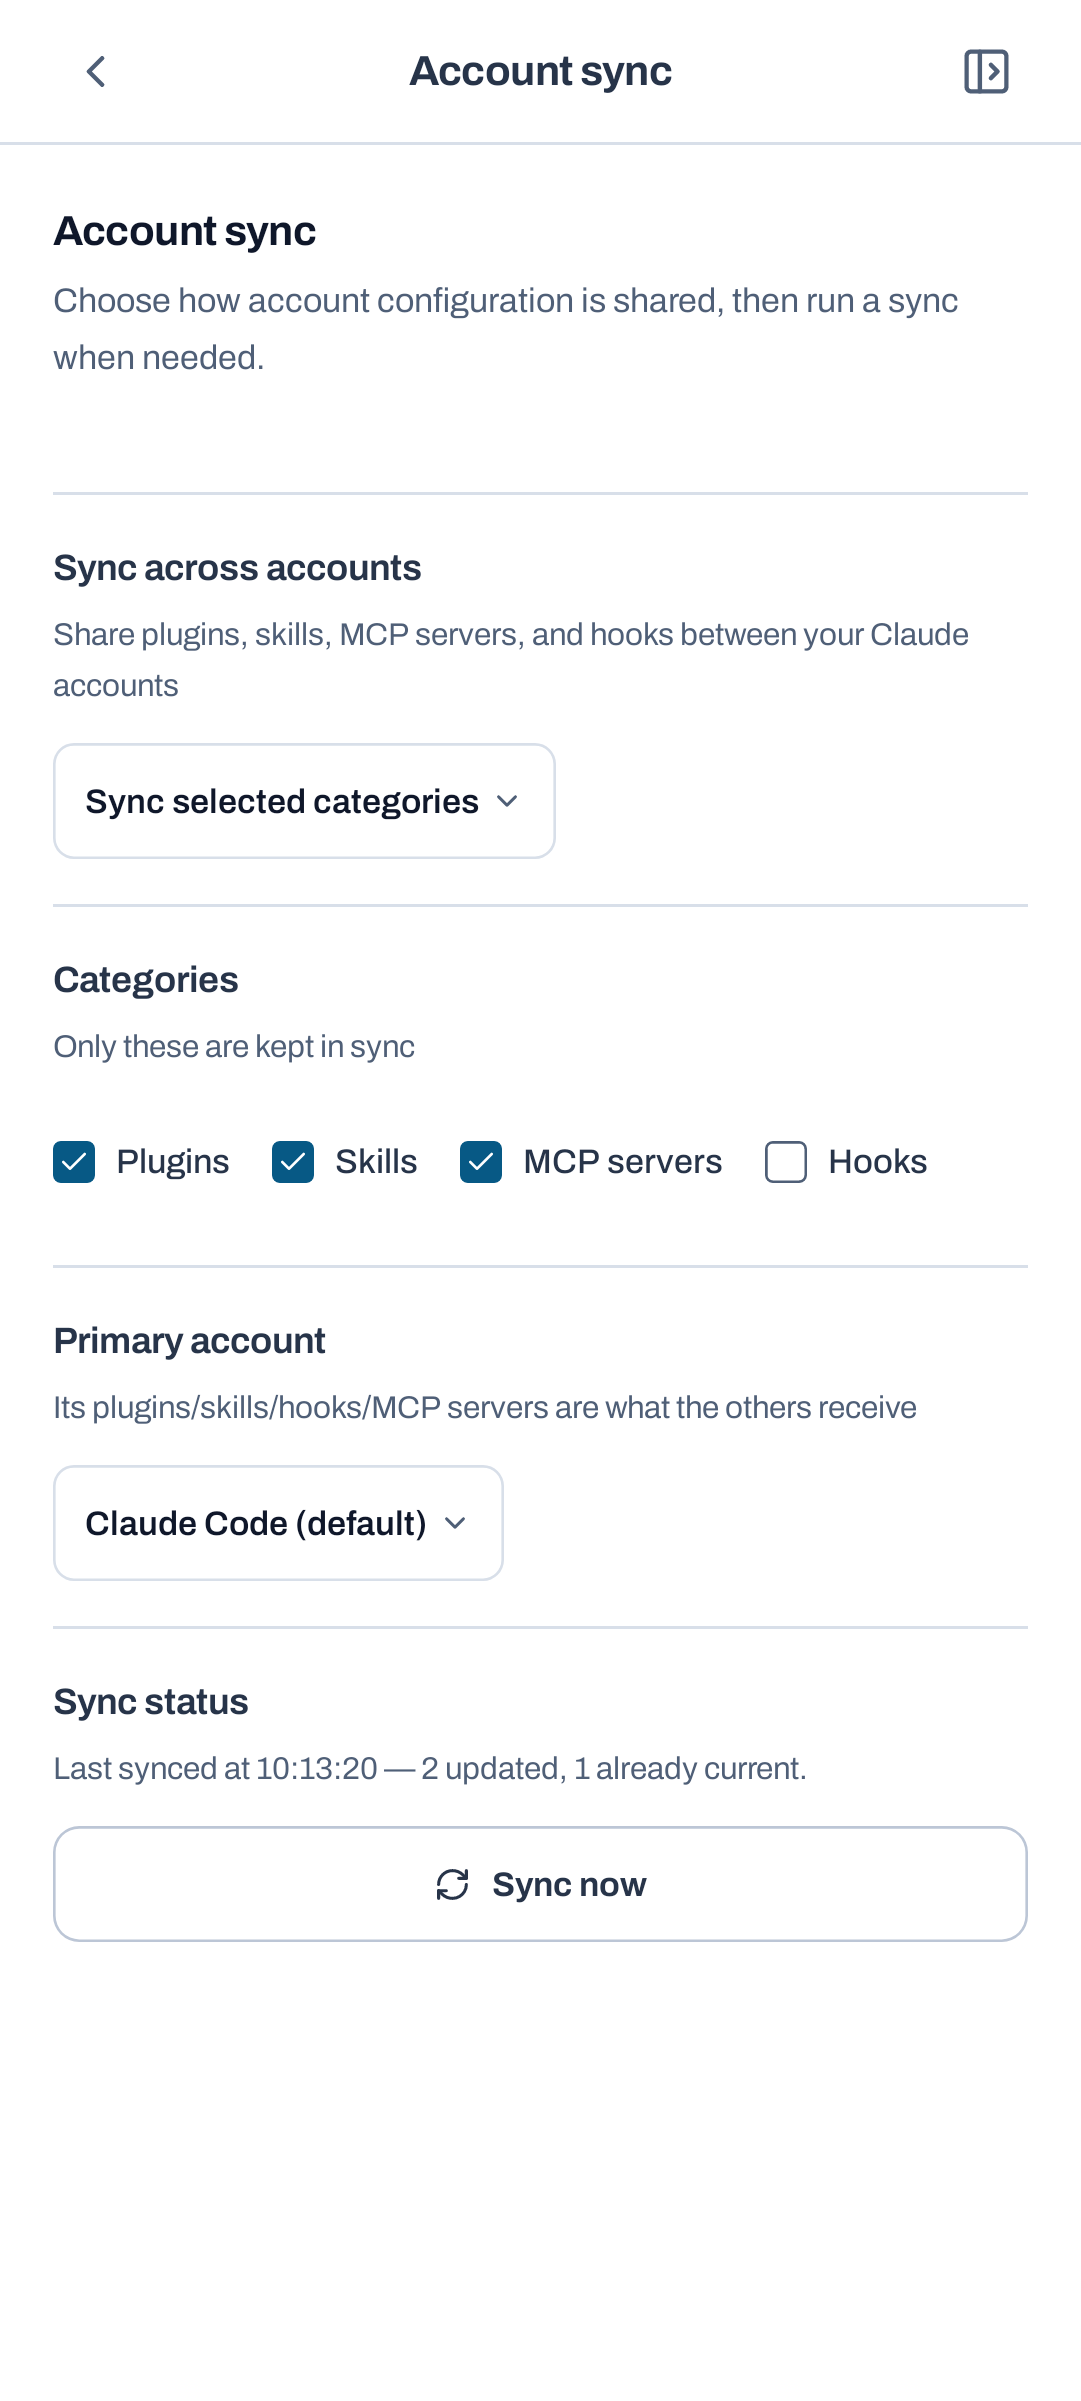 Account sync
Account sync
Choose how account configuration is shared, then run a sync
when needed.
Sync across accounts
Share plugins, skills, MCP servers, and hooks between your Claude
accounts
Sync selected categories
Categories
Only these are kept in sync
Plugins Skills MCP servers Hooks
Primary account
Its plugins/skills/hooks/MCP servers are what the others receive
Claude Code (default)
Sync status
Last synced at 10:13:20 — 2 updated, 1 already current.
Sync now